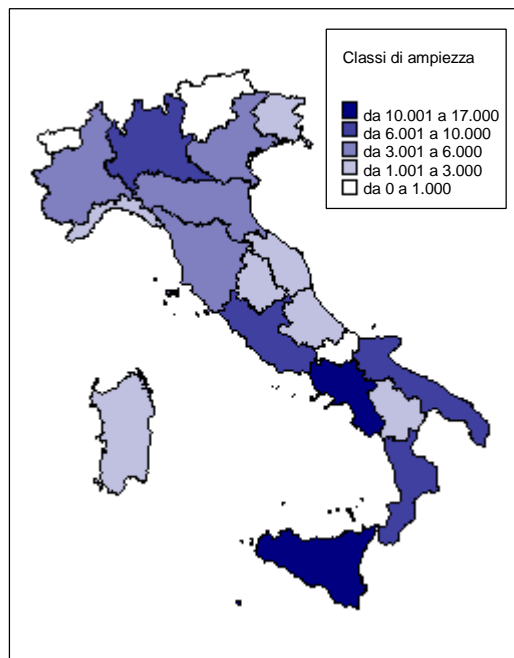 Classi di ampiezza
da 10.001 a 17.000
da 6.001 a 10.000
da 3.001 a 6.000
da 1.001 a 3.000
da 0 a 1.000